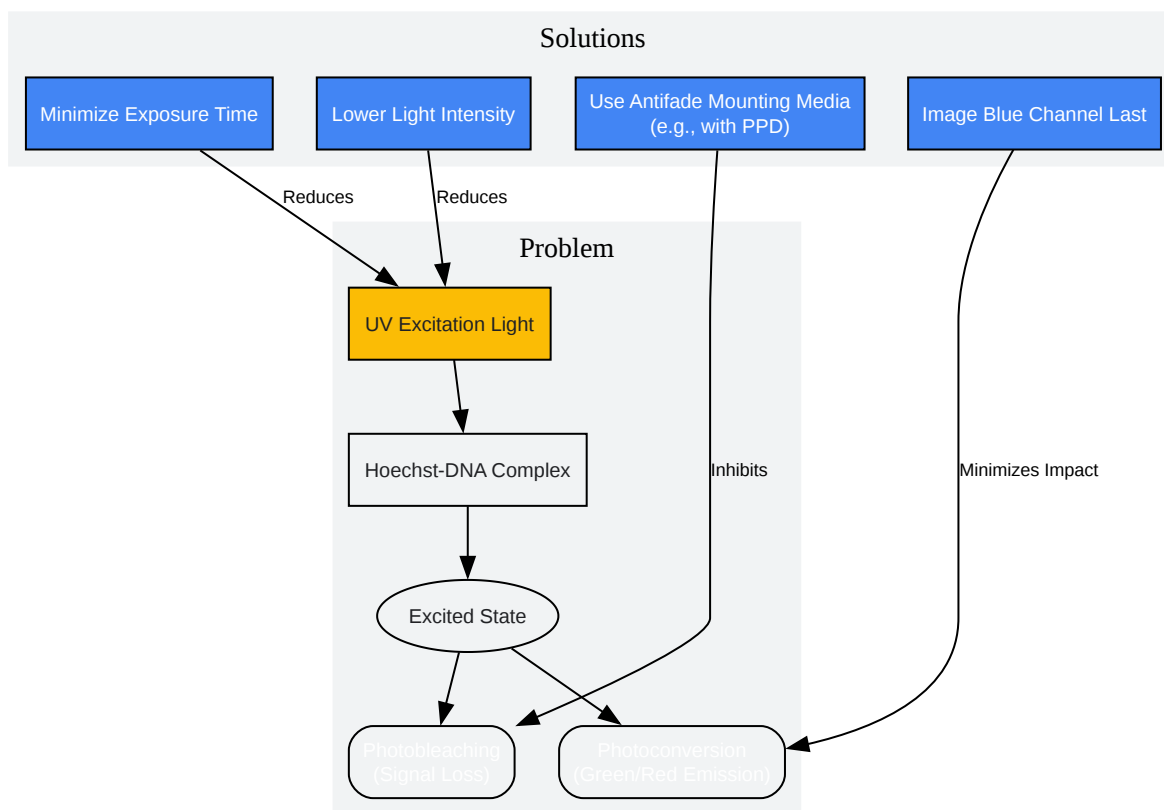 Solutions
Minimize Exposure Time
Lower Light Intensity
Use Antifade Mounting Media
(e.g., with PPD)
Image Blue Channel Last
Reduces
Reduces
Problem
UV Excitation Light
Hoechst-DNA Complex
Inhibits
Minimizes Impact
Excited State
Photobleaching
(Signal Loss)
Photoconversion
(Green/Red Emission)